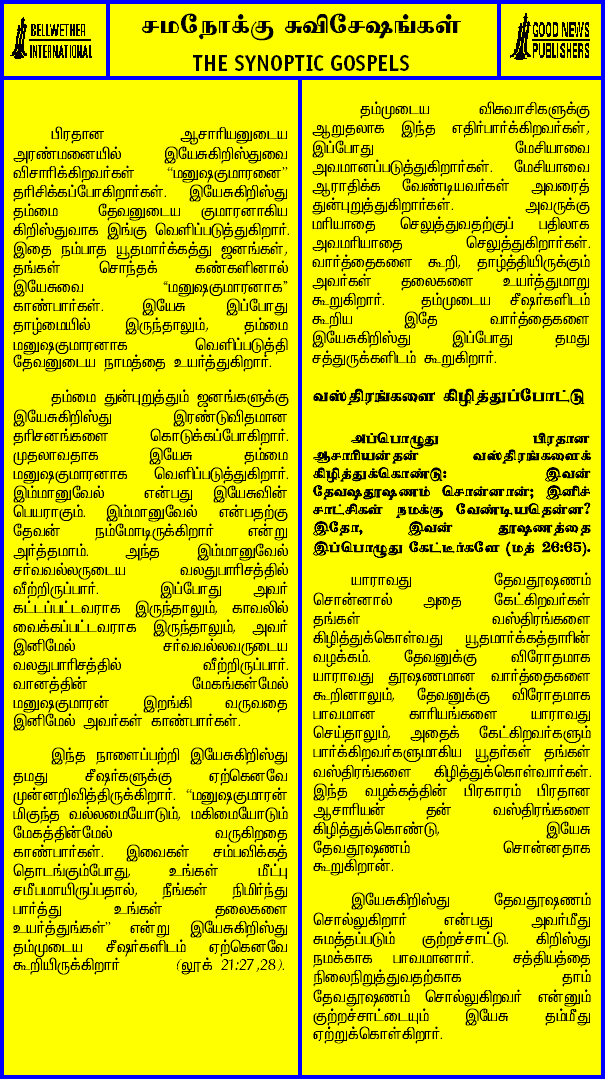 BELLWETHER
INTERNATIONAL
சமநோக்கு சுவிசேஷங்கள்
THE SYNOPTIC GOSPELS
GOOD NEWS
PUBLISHERS
பிரதான ஆசாரியனுடைய
அரண்மனையில் இயேசுகிறிஸ்துவை
விசாரிக்கிறவர்கள் “மனுஷகுமாரனை”
தரிசிக்கப்போகிறார்கள். இயேசுகிறிஸ்து
தம்மை தேவனுடைய குமாரனாகிய
கிறிஸ்துவாக இங்கு வெளிப்படுத்துகிறார்.
இதை நம்பாத யூதமார்க்கத்து ஜனங்கள்,
தங்கள் சொந்தக் கண்களினால்
இயேசுவை “மனுஷகுமாரனாக”
காண்பார்கள். இயேசு இப்போது
தாழ்மையில் இருந்தாலும், தம்மை
மனுஷகுமாரனாக வெளிப்படுத்தி
தேவனுடைய நாமத்தை உயர்த்துகிறார்.
தம்மை துன்புறுத்தும் ஜனங்களுக்கு
இயேசுகிறிஸ்து இரண்டுவிதமான
தரிசனங்களை கொடுக்கப்போகிறார்.
முதலாவதாக இயேசு தம்மை
மனுஷகுமாரனாக வெளிப்படுத்துகிறார்.
இம்மானுவேல் என்பது இயேசுவின்
பெயராகும். இம்மானுவேல் என்பதற்கு
தேவன் நம்மோடிருக்கிறார் என்று
அர்த்தமாம். அந்த இம்மானுவேல்
சர்வவல்லருடைய வலதுபாரிசத்தில்
வீற்றிருப்பார். இப்போது அவர்
கட்டப்பட்டவராக இருந்தாலும், காவலில்
வைக்கப்பட்டவராக இருந்தாலும், அவர்
இனிமேல் சர்வவல்லவருடைய
வலதுபாரிசத்தில் வீற்றிருப்பார்.
வானத்தின் மேகங்கள்மேல்
மனுஷகுமாரன் இறங்கி வருவதை
இனிமேல் அவர்கள் காண்பார்கள்.
இந்த நாளைப்பற்றி இயேசுகிறிஸ்து
தமது சீஷர்களுக்கு ஏற்கெனவே
முன்னறிவித்திருக்கிறார். “மனுஷகுமாரன்
மிகுந்த வல்லமையோடும், மகிமையோடும்
மேகத்தின்மேல் வருகிறதை
காண்பார்கள். இவைகள் சம்பவிக்கத்
தொடங்கும்போது, உங்கள் மீட்பு
சமீபமாயிருப்பதால், நீங்கள் நிமிர்ந்து
பார்த்து உங்கள் தலைகளை
உயர்த்துங்கள்” என்று இயேசுகிறிஸ்து
தம்முடைய சீஷர்களிடம் ஏற்கெனவே
கூறியிருக்கிறார் (லூக் 21:27,28).
தம்முடைய விசுவாசிகளுக்கு
ஆறுதலாக இந்த எதிர்பார்க்கிறவர்கள்,
இப்போது மேசியாவை
அவமானப்படுத்துகிறார்கள். மேசியாவை
ஆராதிக்க வேண்டியவர்கள் அவரைத்
துன்புறுத்துகிறார்கள். அவருக்கு
மரியாதை செலுத்துவதற்குப் பதிலாக
அவமரியாதை செலுத்துகிறார்கள்.
வார்த்தைகளை கூறி, தாழ்த்தியிருக்கும்
அவர்கள் தலைகளை உயர்த்துமாறு
கூறுகிறார். தம்முடைய சீஷர்களிடம்
கூறிய இதே வார்த்தைகளை
இயேசுகிறிஸ்து இப்போது தமது
சத்துருக்களிடம் கூறுகிறார்.
வஸ்திரங்களை கிழித்துப்போட்டு
அப்பொழுது பிரதான
ஆசாரியன்தன் வஸ்திரங்களைக்
கிழித்துக்கொண்டு: இவன்
தேவஷதூஷணம் சொன்னான்; இனிச்
சாட்சிகள் நமக்கு வேண்டியதென்ன?
இதோ, இவன் தூஷணத்தை
இப்பொழுது கேட்டீர்களே (மத் 26:65).
யாராவது தேவதூஷணம்
சொன்னால் அதை கேட்கிறவர்கள்
தங்கள் வஸ்திரங்களை
கிழித்துக்கொள்வது யூதமார்க்கத்தாரின்
வழக்கம். தேவனுக்கு விரோதமாக
யாராவது தூஷணமான வார்த்தைகளை
கூறினாலும், தேவனுக்கு விரோதமாக
பாவமான காரியங்களை யாராவது
செய்தாலும், அதைக் கேட்கிறவர்களும்
பார்க்கிறவர்களுமாகிய யூதர்கள் தங்கள்
வஸ்திரங்களை கிழித்துக்கொள்வார்கள்.
இந்த வழக்கத்தின் பிரகாரம் பிரதான
ஆசாரியன் தன் வஸ்திரங்களை
கிழித்துக்கொண்டு, இயேசு
தேவதூஷணம் சொன்னதாக
கூறுகிறான்.
இயேசுகிறிஸ்து தேவதூஷணம்
சொல்லுகிறார் என்பது அவர்மீது
சுமத்தப்படும் குற்றச்சாட்டு. கிறிஸ்து
நமக்காக பாவமானார். சத்தியத்தை
நிலைநிறுத்துவதற்காக தாம்
தேவதூஷணம் சொல்லுகிறவர் என்னும்
குற்றச்சாட்டையும் இயேசு தம்மீது
ஏற்றுக்கொள்கிறார்.